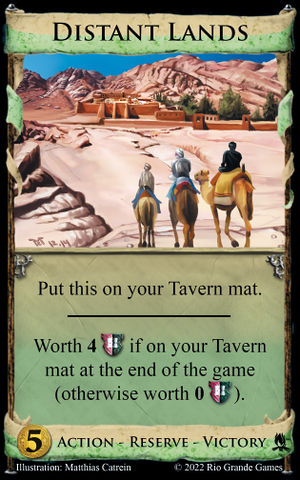 DISTANT LANDS
Put this on your Tavern mat.
Worth 4 if on your Tavern
mat at the end of the game
(otherwise worth 0 ).
5 ACTION - RESERVE - VICTORY
Illustration: Matthias Catrein © 2022 Rio Grande Games